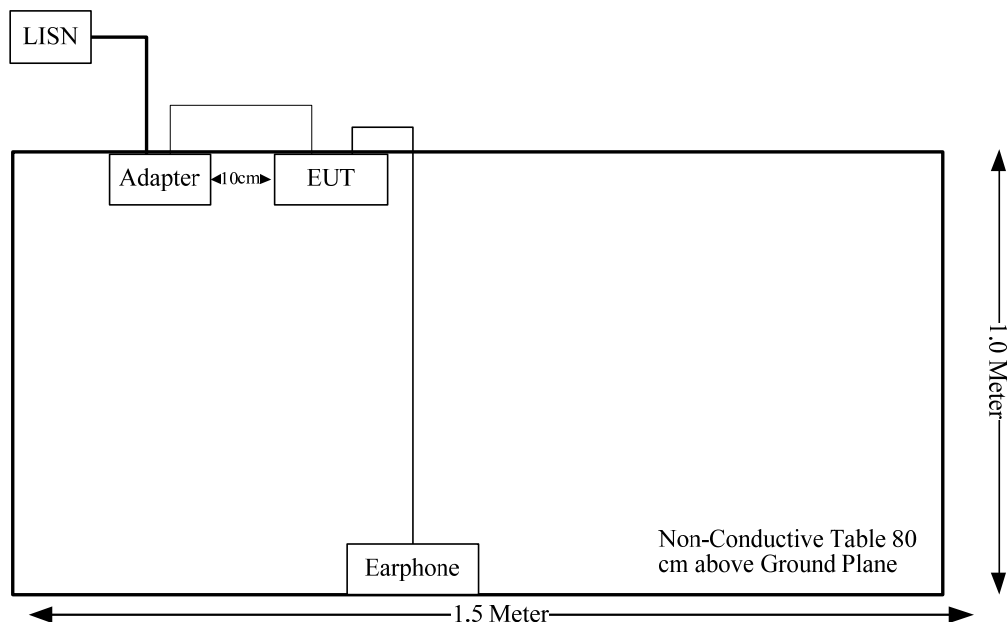 LISN
Adapter
10cm
EUT
1.0 Meter
Non-Conductive Table 80
cm above Ground Plane
Earphone
1.5 Meter